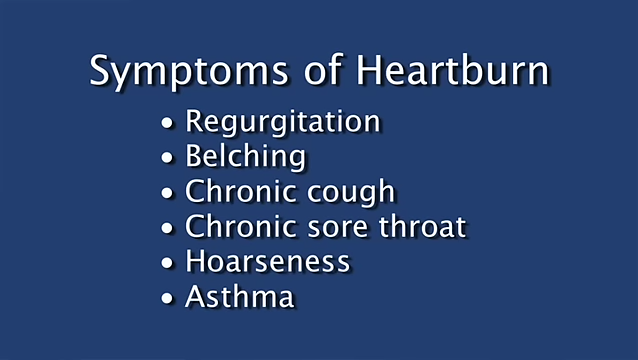 Symptoms of Heartburn
• Regurgitation
• Belching
• Chronic cough
• Chronic sore throat
• Hoarseness
• Asthma